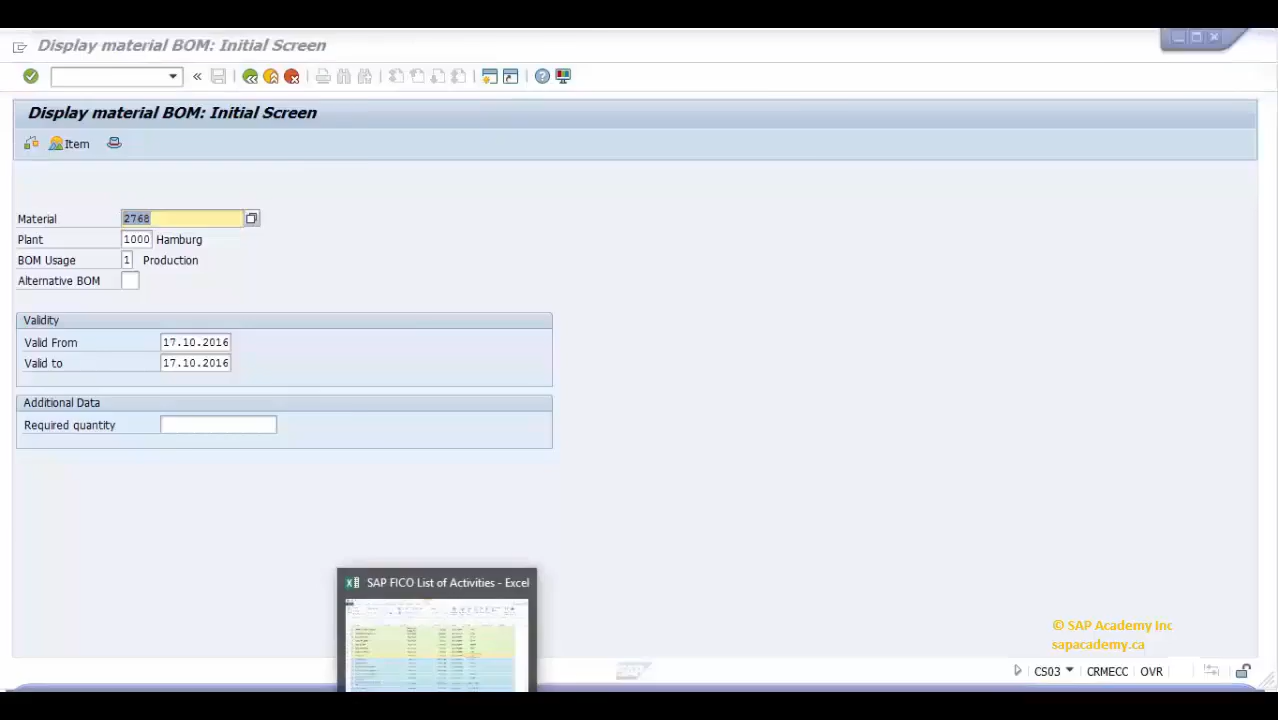 Display material BOM: Initial Screen
«
Display material BOM: Initial Screen
Item
Material 2768
Plant 1000 Hamburg
BOM Usage 1 Production
Alternative BOM
Validity
Valid From 17.10.2016
Valid to 17.10.2016
Additional Data
Required quantity
SAP FICO List of Activities - Excel
© SAP Academy Inc
sapacademy.ca
CS03 CRMECC OVR